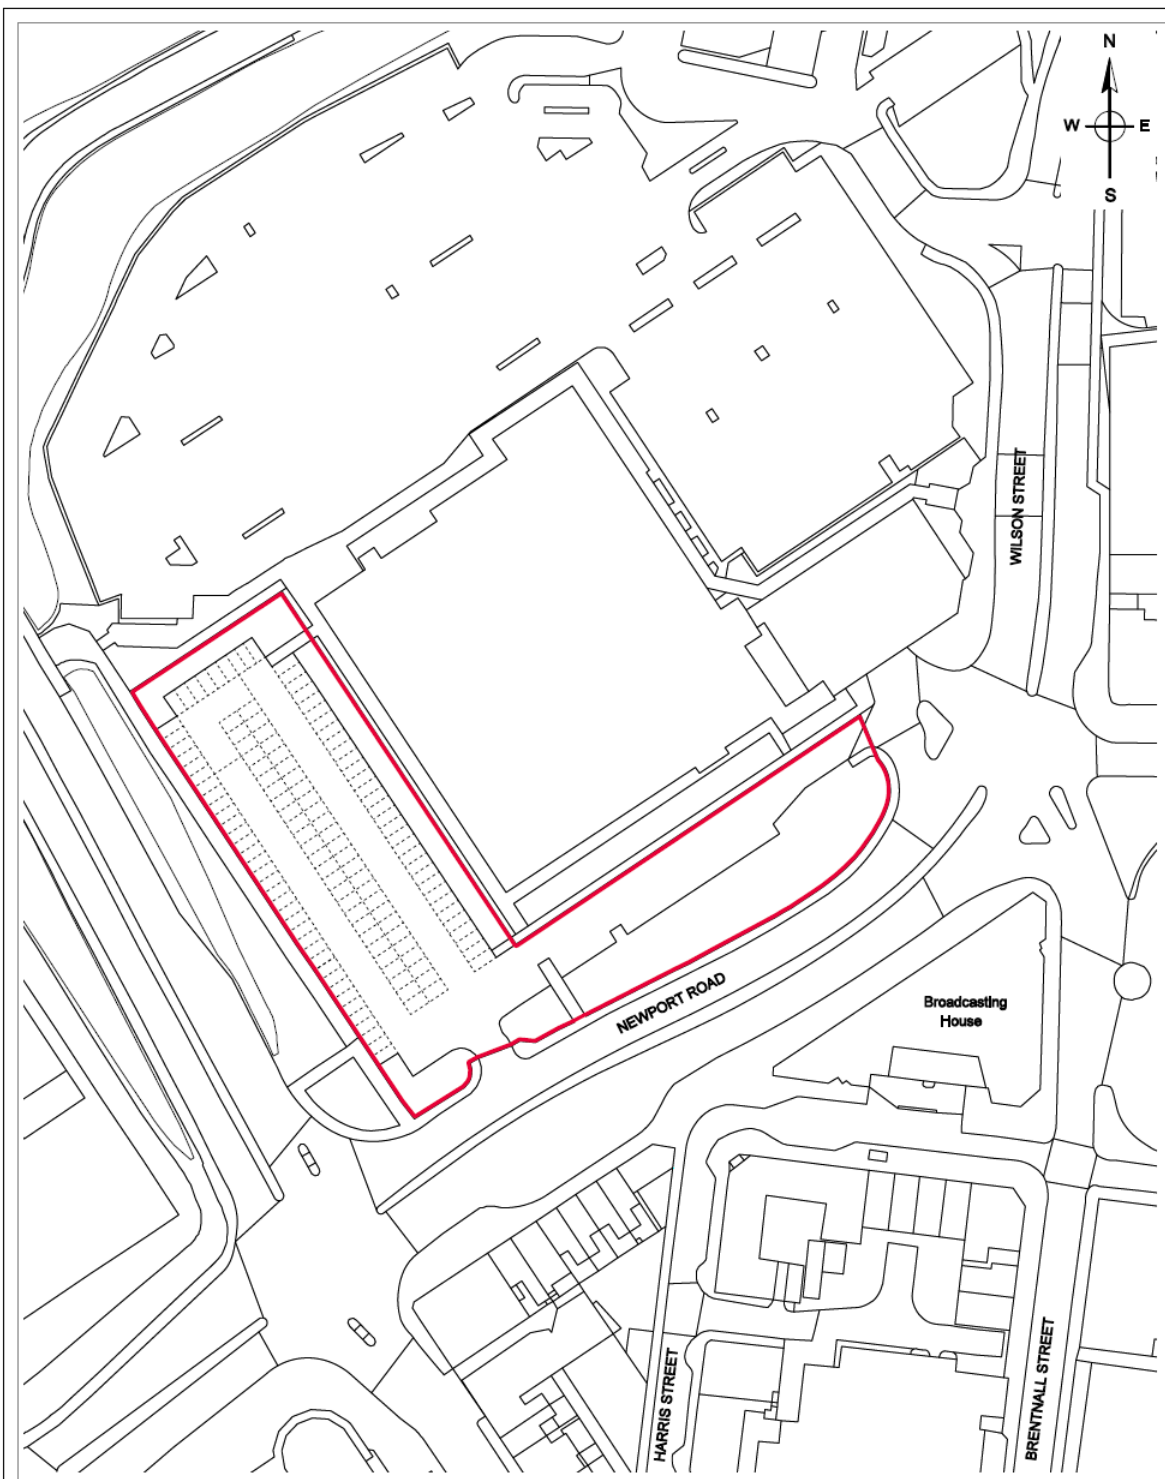 N
W E
S
WILSON STREET
NEWPORT ROAD
Broadcasting
House
HARRIS STREET
BRENTNALL STREET